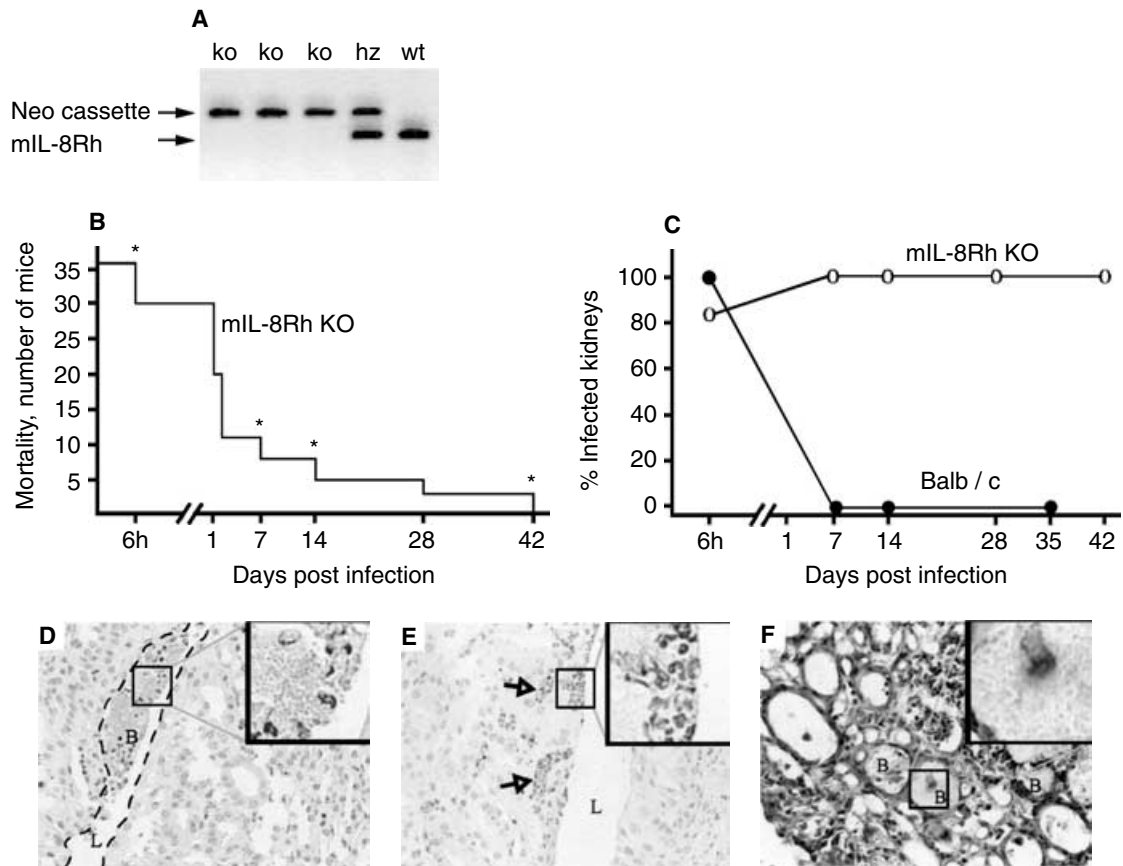 A
ko ko ko hz wt
Neo cassette
mIL-8Rh
B
Mortality, number of mice
35
30
20
15
10
5
* * * *
mIL-8Rh KO
6h 1 7 14 28 42
Days post infection
C
% Infected kidneys
100
80
60
40
20
0
mIL-8Rh KO
Balb / c
6h 1 7 14 28 35 42
Days post infection
D
B
L
E
L
F
B
B
B